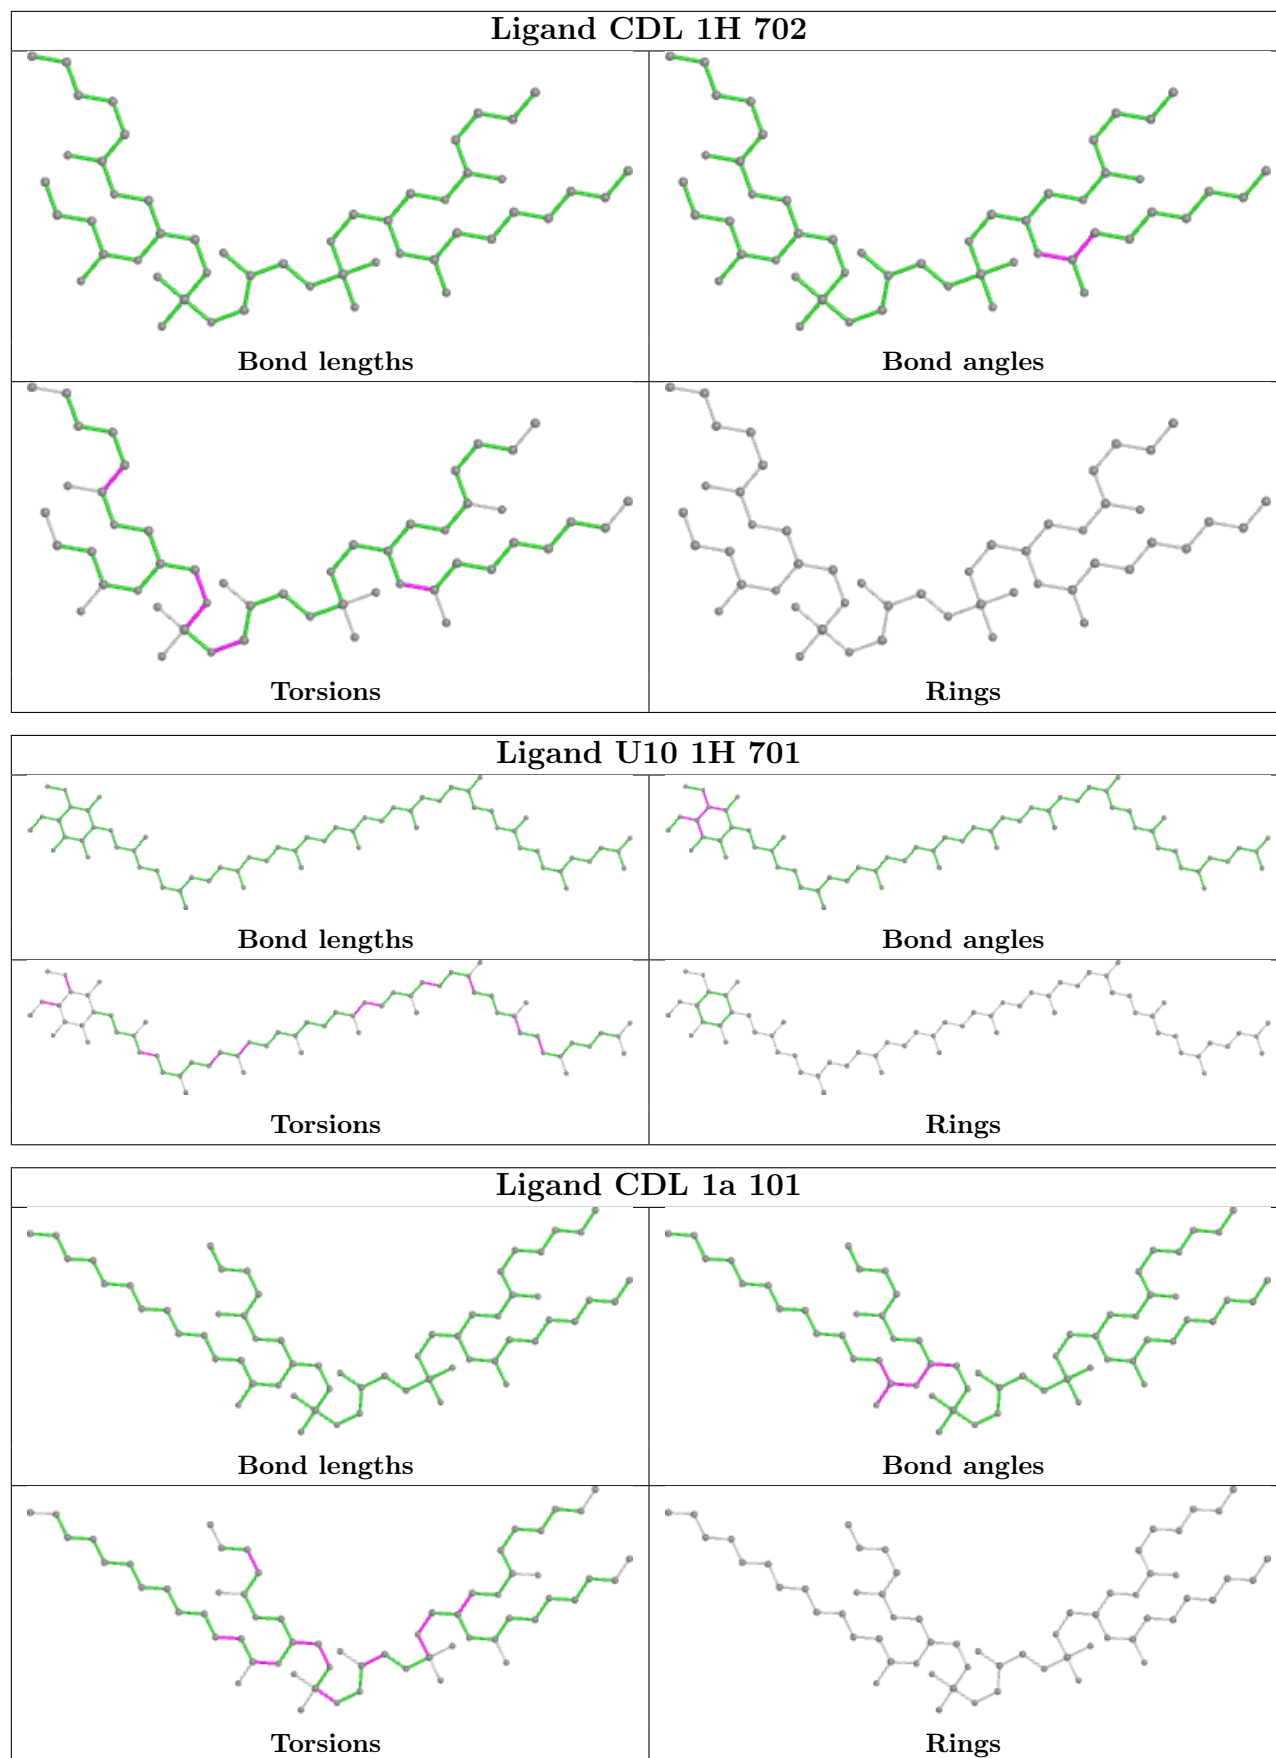 Ligand CDL 1H 702
Bond lengths
Bond angles
Torsions
Rings
Ligand U10 1H 701
Bond lengths
Bond angles
Torsions
Rings
Ligand CDL 1a 101
Bond lengths
Bond angles
Torsions
Rings